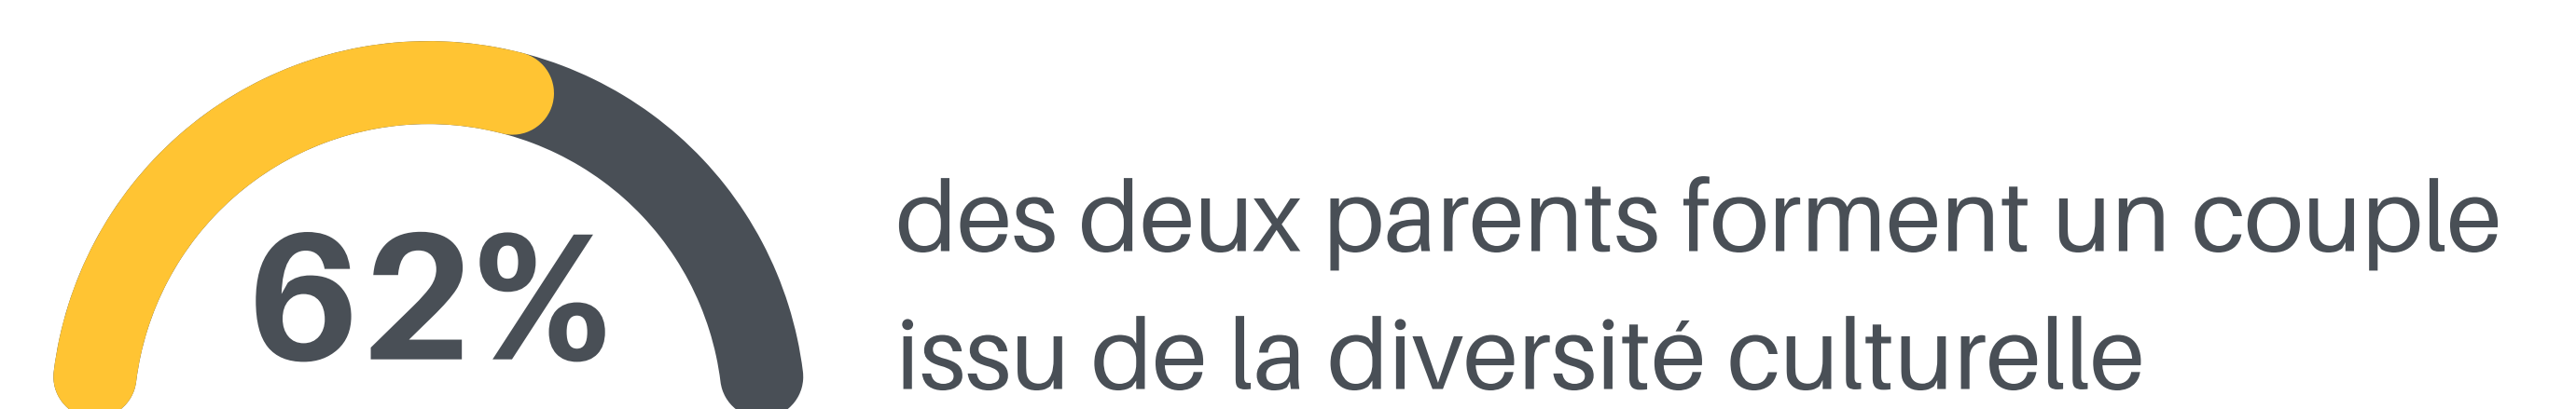 62%
des deux parents forment un couple
issu de la diversité culturelle